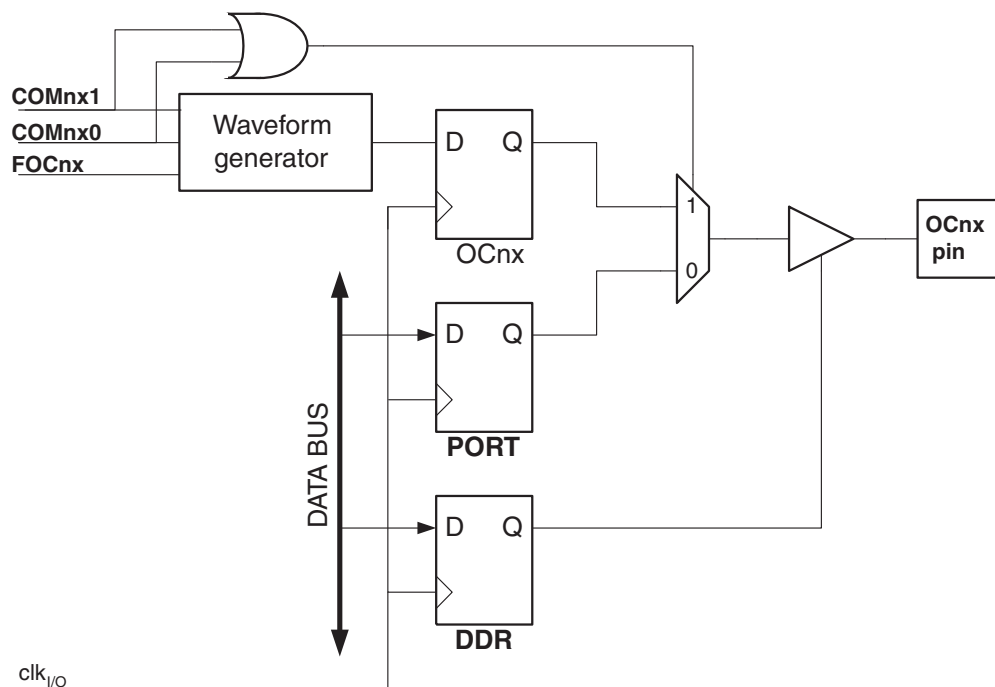 COMnx1
COMnx0
FOCnx
Waveform
generator
D Q
OCnx
1
0
OCnx
pin
D Q
PORT
DATA BUS
D Q
DDR
clkI/O